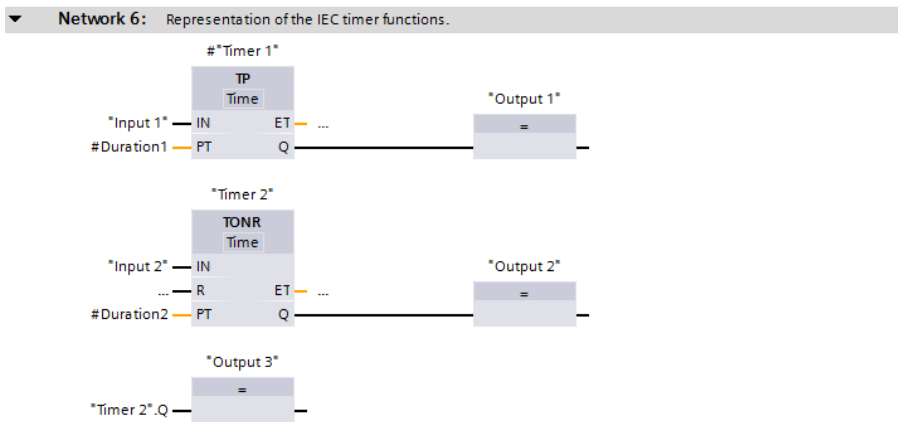 Network 6: Representation of the IEC timer functions.
#"Timer 1"
TP
Time
"Output 1"
"Input 1" IN ET ...
=
#Duration1 PT Q
"Timer 2"
TONR
Time
"Input 2" IN
"Output 2"
... R ET ...
=
#Duration2 PT Q
"Output 3"
=
"Timer 2".Q